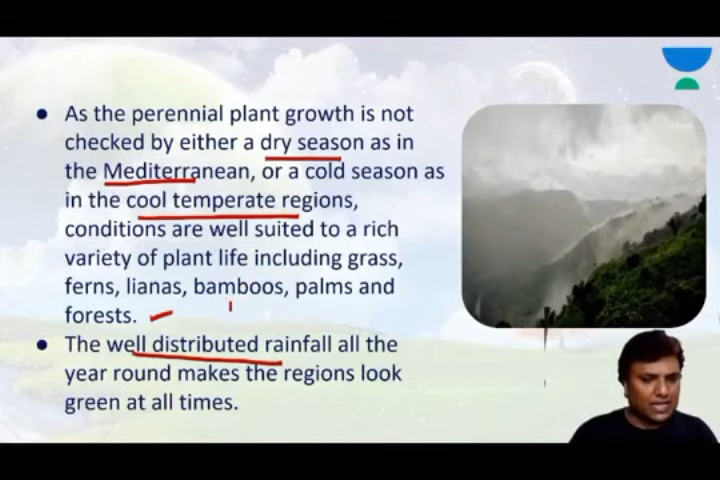 As the perennial plant growth is not
checked by either a dry season as in
the Mediterranean, or a cold season as
in the cool temperate regions,
conditions are well suited to a rich
variety of plant life including grass,
ferns, lianas, bamboos, palms and
forests.
The well distributed rainfall all the
year round makes the regions look
green at all times.